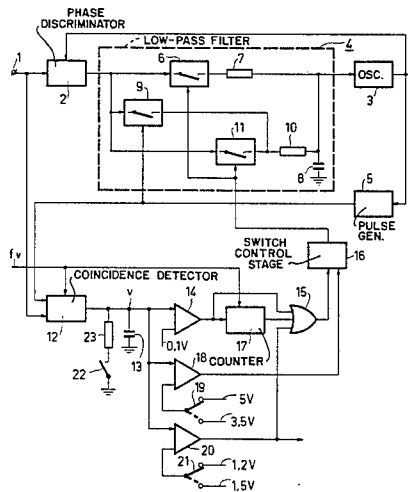 PHASE
DISCRIMINATOR
LOW-PASS FILTER
4
1
6
7
OSC.
2
3
9
11
10
8
5
PULSE
GEN.
SWITCH
CONTROL
STAGE
16
fv
COINCIDENCE DETECTOR
v
14
15
12
23
13
0.1V
17
18
COUNTER
22
19
5V
3.5V
20
21
1.2V
1.5V